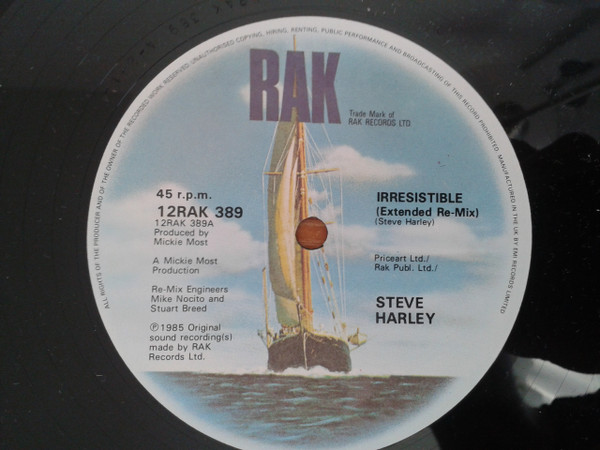 ALL RIGHTS OF THE PRODUCER AND OF THE OWNER OF THE RECORDED WORK RESERVED. UNAUTHORISED COPYING, HIRING, RENTING, PUBLIC PERFORMANCE AND BROADCASTING OF THIS RECORD PROHIBITED. MANUFACTURED IN THE UK BY EMI RECORDS LIMITED
RAK
Trade Mark of
RAK RECORDS LTD
45 r.p.m.
12RAK 389
12RAK 389A
Produced by
Mickie Most
A Mickie Most
Production
Re-Mix Engineers
Mike Nocito and
Stuart Breed
℗ 1985 Original
sound recording(s)
made by RAK
Records Ltd.
IRRESISTIBLE
(Extended Re-Mix)
(Steve Harley)
Priceart Ltd./
Rak Publ. Ltd./
STEVE
HARLEY